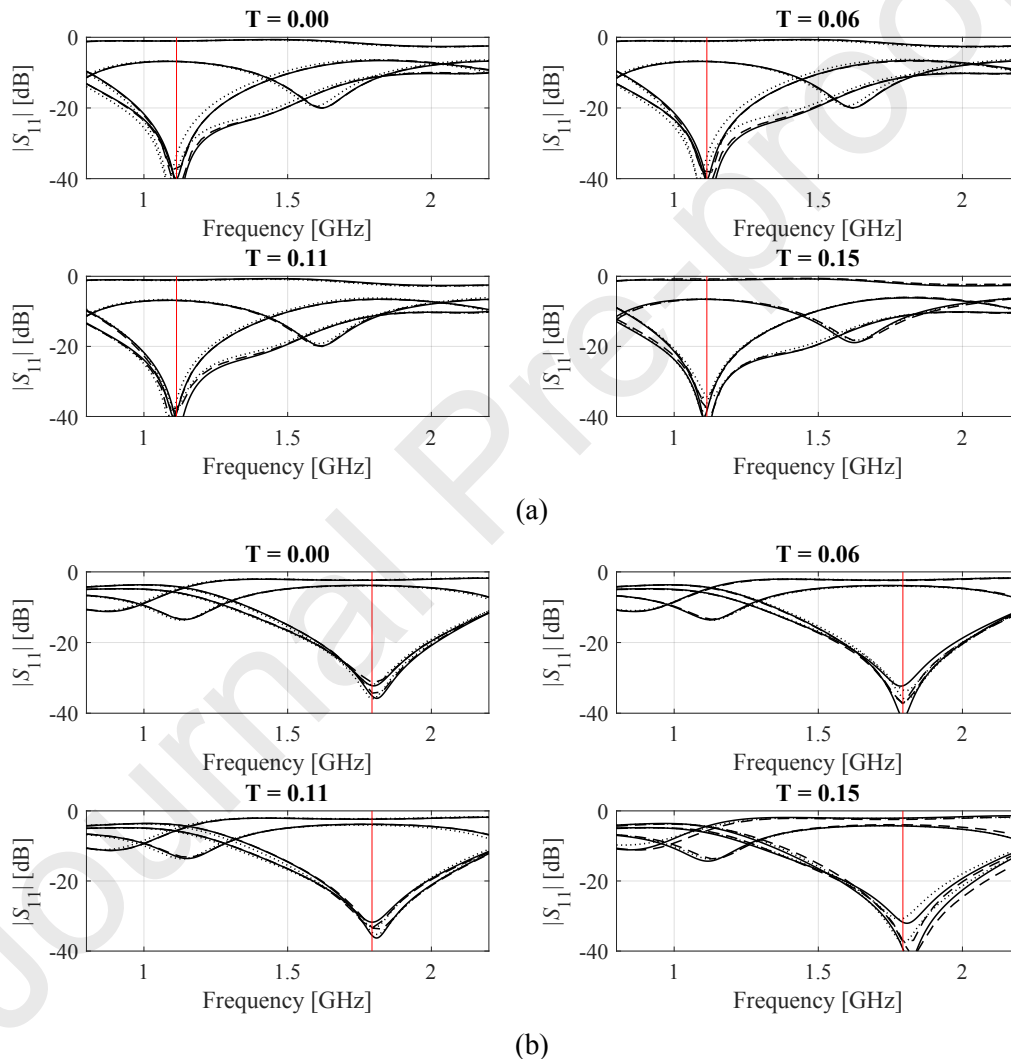 T = 0.00
T = 0.06
0
-20
-40
|S11| [dB]
1
1.5
2
Frequency [GHz]
0
-20
-40
|S11| [dB]
1
1.5
2
Frequency [GHz]
T = 0.11
T = 0.15
0
-20
-40
|S11| [dB]
1
1.5
2
Frequency [GHz]
0
-20
-40
|S11| [dB]
1
1.5
2
Frequency [GHz]
(a)
T = 0.00
T = 0.06
0
-20
-40
|S11| [dB]
1
1.5
2
Frequency [GHz]
0
-20
-40
|S11| [dB]
1
1.5
2
Frequency [GHz]
T = 0.11
T = 0.15
0
-20
-40
|S11| [dB]
1
1.5
2
Frequency [GHz]
0
-20
-40
|S11| [dB]
1
1.5
2
Frequency [GHz]
(b)
Journal Pre-proof